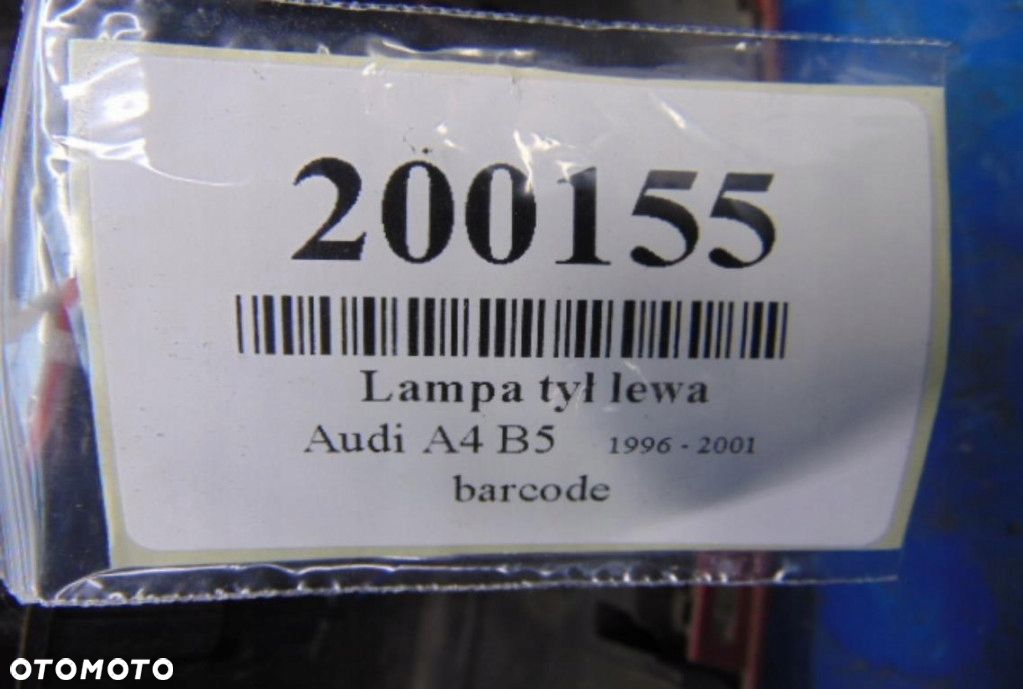 200155
Lampa tył lewa
Audi A4 B5 1996 - 2001
barcode
OTOMOTO